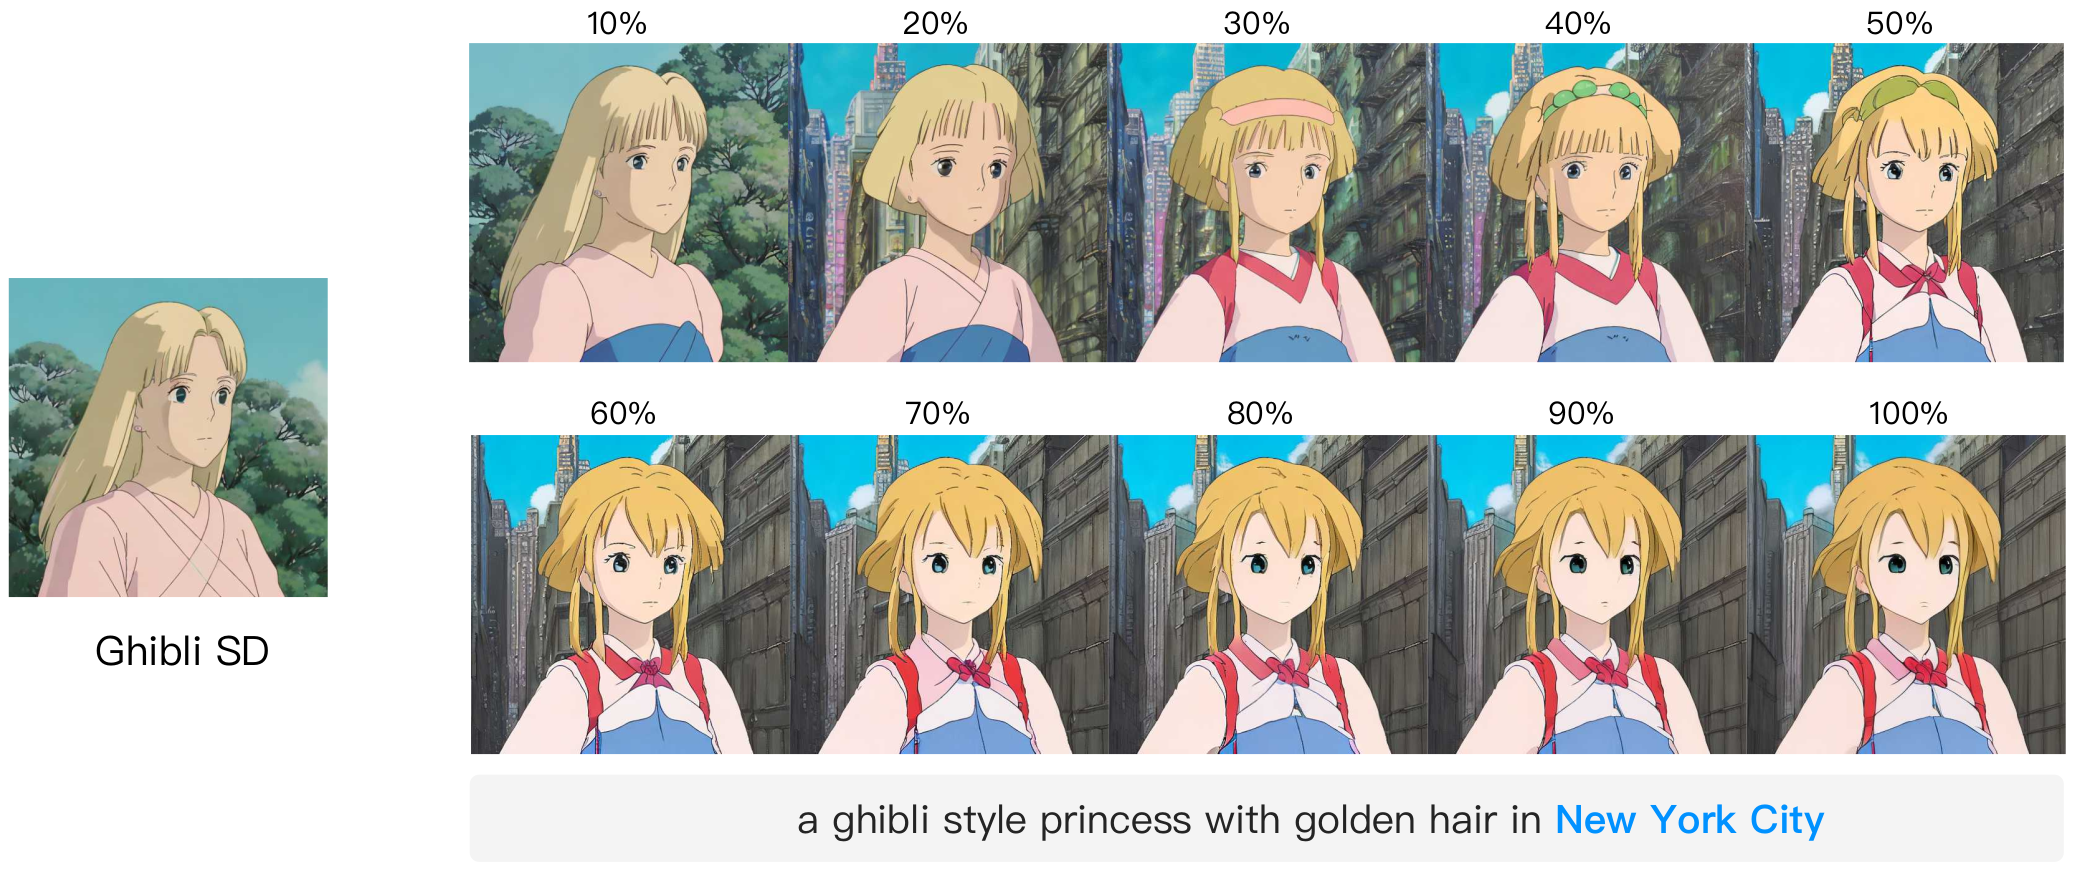 10% 20% 30% 40% 50%
60% 70% 80% 90% 100%
Ghibli SD
a ghibli style princess with golden hair in New York City